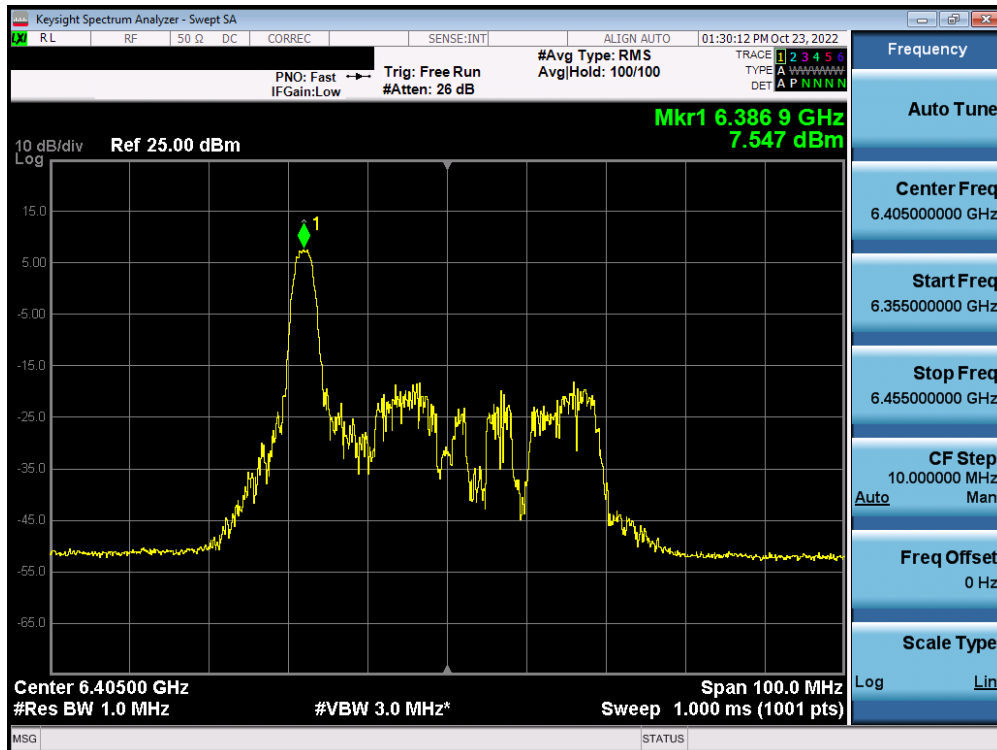 Keysight Spectrum Analyzer - Swept SA
LXI RL RF 50 Ω DC CORREC SENSE:INT ALIGN AUTO 01:30:12 PM Oct 23, 2022
Frequency
#Avg Type: RMS
TRACE 1 2 3 4 5 6
PNO: Fast Trig: Free Run Avg|Hold: 100/100
TYPE A WWWWW
IFGain:Low #Atten: 26 dB
DET A P N N N N
Auto Tune
Mkr1 6.386 9 GHz
7.547 dBm
10 dB/div Ref 25.00 dBm
Log
15.0
5.00
-5.00
-15.0
-25.0
-35.0
-45.0
-55.0
-65.0
1
Center Freq
6.405000000 GHz
Start Freq
6.355000000 GHz
Stop Freq
6.455000000 GHz
CF Step
10.000000 MHz
Auto Man
Freq Offset
0 Hz
Scale Type
Log Lin
Center 6.40500 GHz Span 100.0 MHz
#Res BW 1.0 MHz #VBW 3.0 MHz* Sweep 1.000 ms (1001 pts)
MSG STATUS